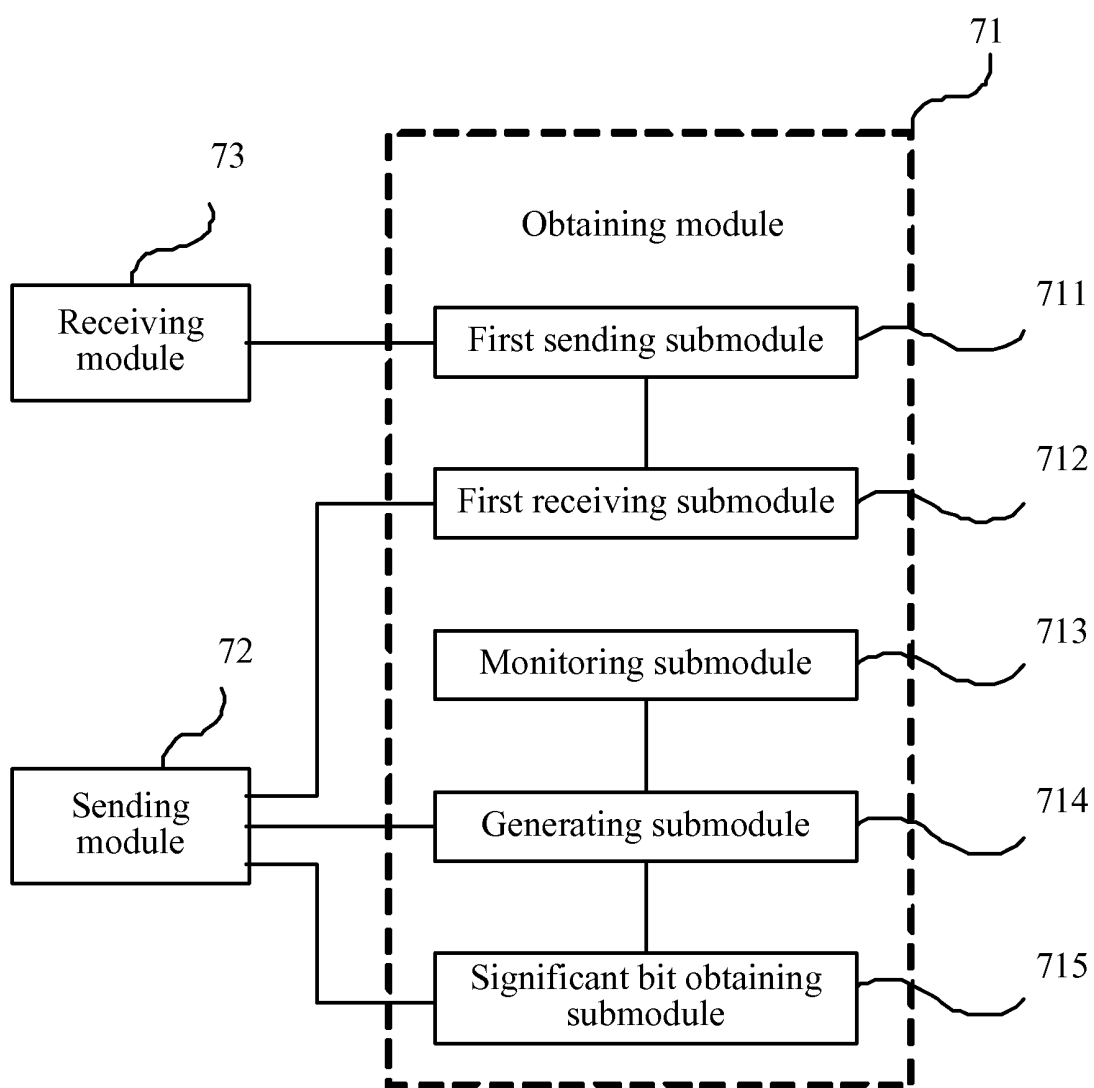 71
73
Obtaining module
711
Receiving
module
First sending submodule
712
First receiving submodule
713
72
Monitoring submodule
714
Sending
module
Generating submodule
715
Significant bit obtaining
submodule